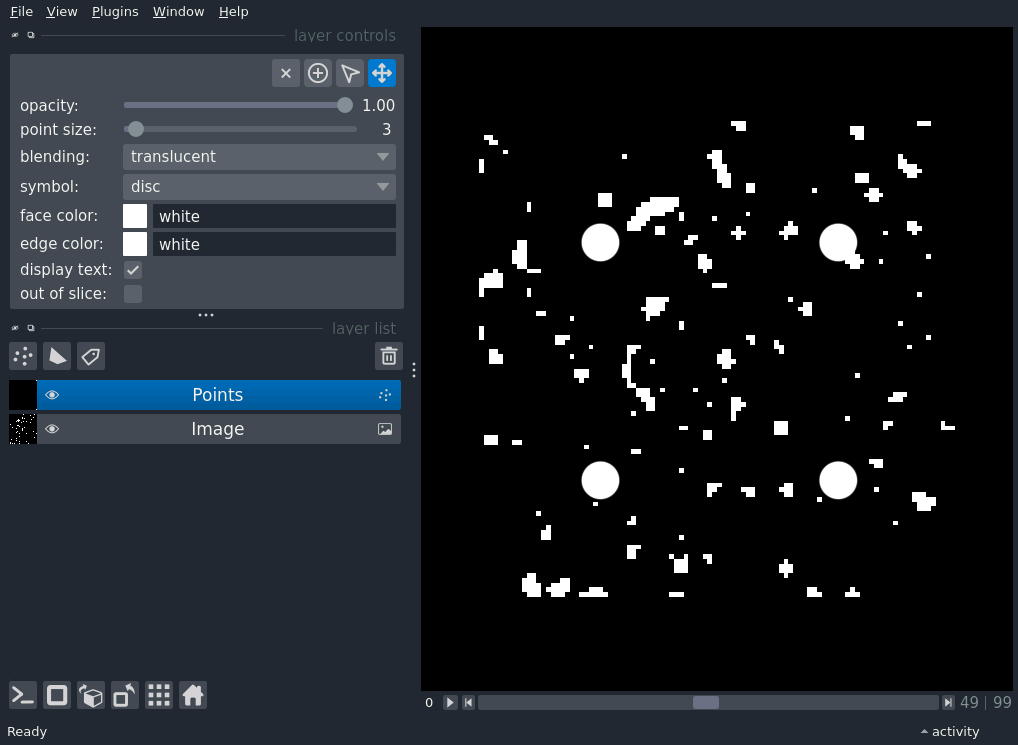 File View Plugins Window Help
layer controls
opacity: 1.00
point size: 3
blending: translucent
symbol: disc
face color: white
edge color: white
display text:
out of slice:
layer list
Points
Image
0 49 | 99
Ready activity